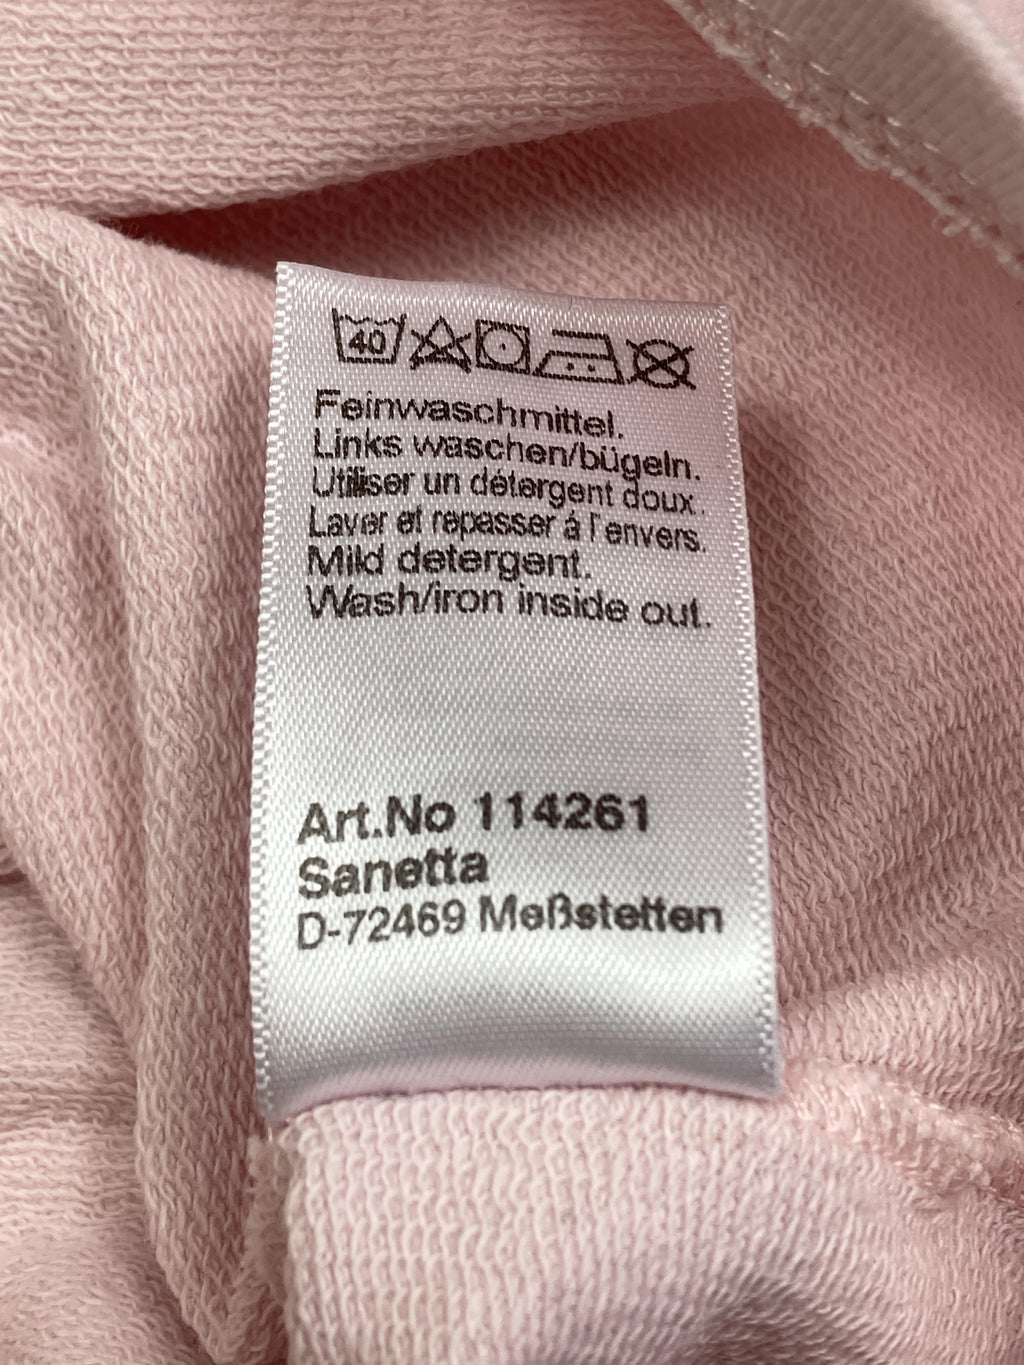 40
Feinwaschmittel.
Links waschen/bügeln.
Utiliser un détergent doux.
Laver et repasser á l'envers.
Mild detergent.
Wash/iron inside out.
Art.No 114261
Sanetta
D-72469 Meßstetten